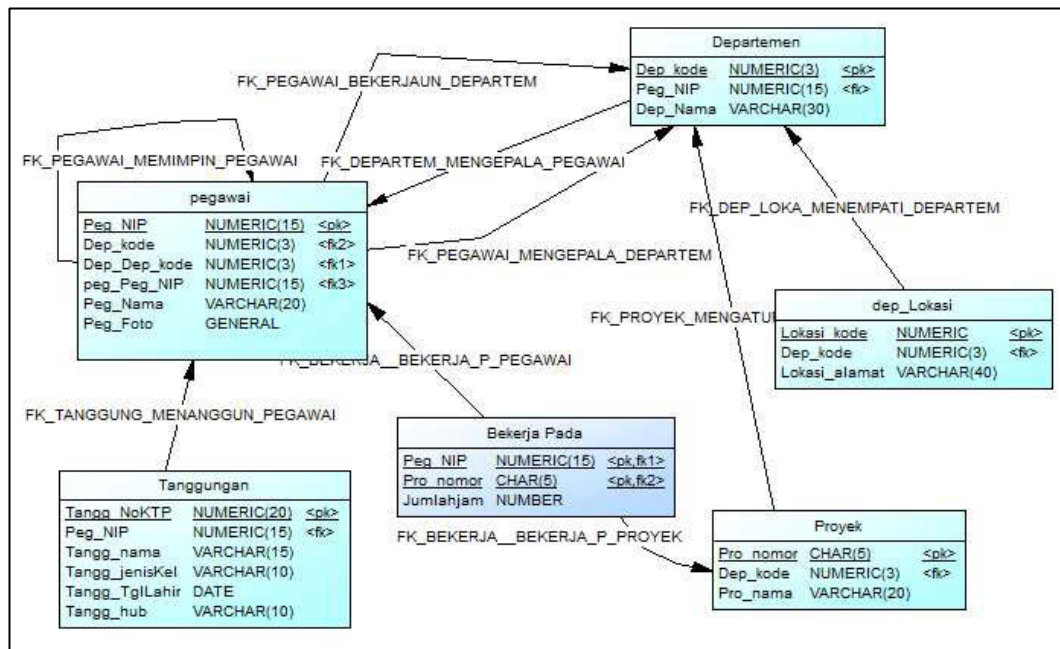 Departemen
Dep_kode NUMERIC(3) <pk>
Peg_NIP NUMERIC(15) <fk>
Dep_Nama VARCHAR(30)
FK_PEGAWAI_BEKERJAUN_DEPARTEM
FK_PEGAWAI_MEMIMPIN_PEGAWAI
FK_DEPARTEM_MENGEPALA_PEGAWAI
pegawai
Peg_NIP NUMERIC(15) <pk>
Dep_kode NUMERIC(3) <fk2>
Dep_Dep_kode NUMERIC(3) <fk1>
peg_Peg_NIP NUMERIC(15) <fk3>
Peg_Nama VARCHAR(20)
Peg_Foto GENERAL
FK_DEP_LOKA_MENEMPATI_DEPARTEM
FK_PEGAWAI_MENGEPALA_DEPARTEM
dep_Lokasi
Lokasi_kode NUMERIC <pk>
Dep_kode NUMERIC(3) <fk>
Lokasi_alamat VARCHAR(40)
FK_PROYEK_MENGATUR
FK_BEKERJA__BEKERJA_P_PEGAWAI
FK_TANGGUNG_MENANGGUN_PEGAWAI
Bekerja Pada
Peg_NIP NUMERIC(15) <pk,fk1>
Pro_nomor CHAR(5) <pk,fk2>
Jumlahjam NUMBER
Tanggungan
Tangg_NoKTP NUMERIC(20) <pk>
Peg_NIP NUMERIC(15) <fk>
Tangg_nama VARCHAR(15)
Tangg_jenisKel VARCHAR(10)
Tangg_TglLahir DATE
Tangg_hub VARCHAR(10)
FK_BEKERJA__BEKERJA_P_PROYEK
Proyek
Pro_nomor CHAR(5) <pk>
Dep_kode NUMERIC(3) <fk>
Pro_nama VARCHAR(20)